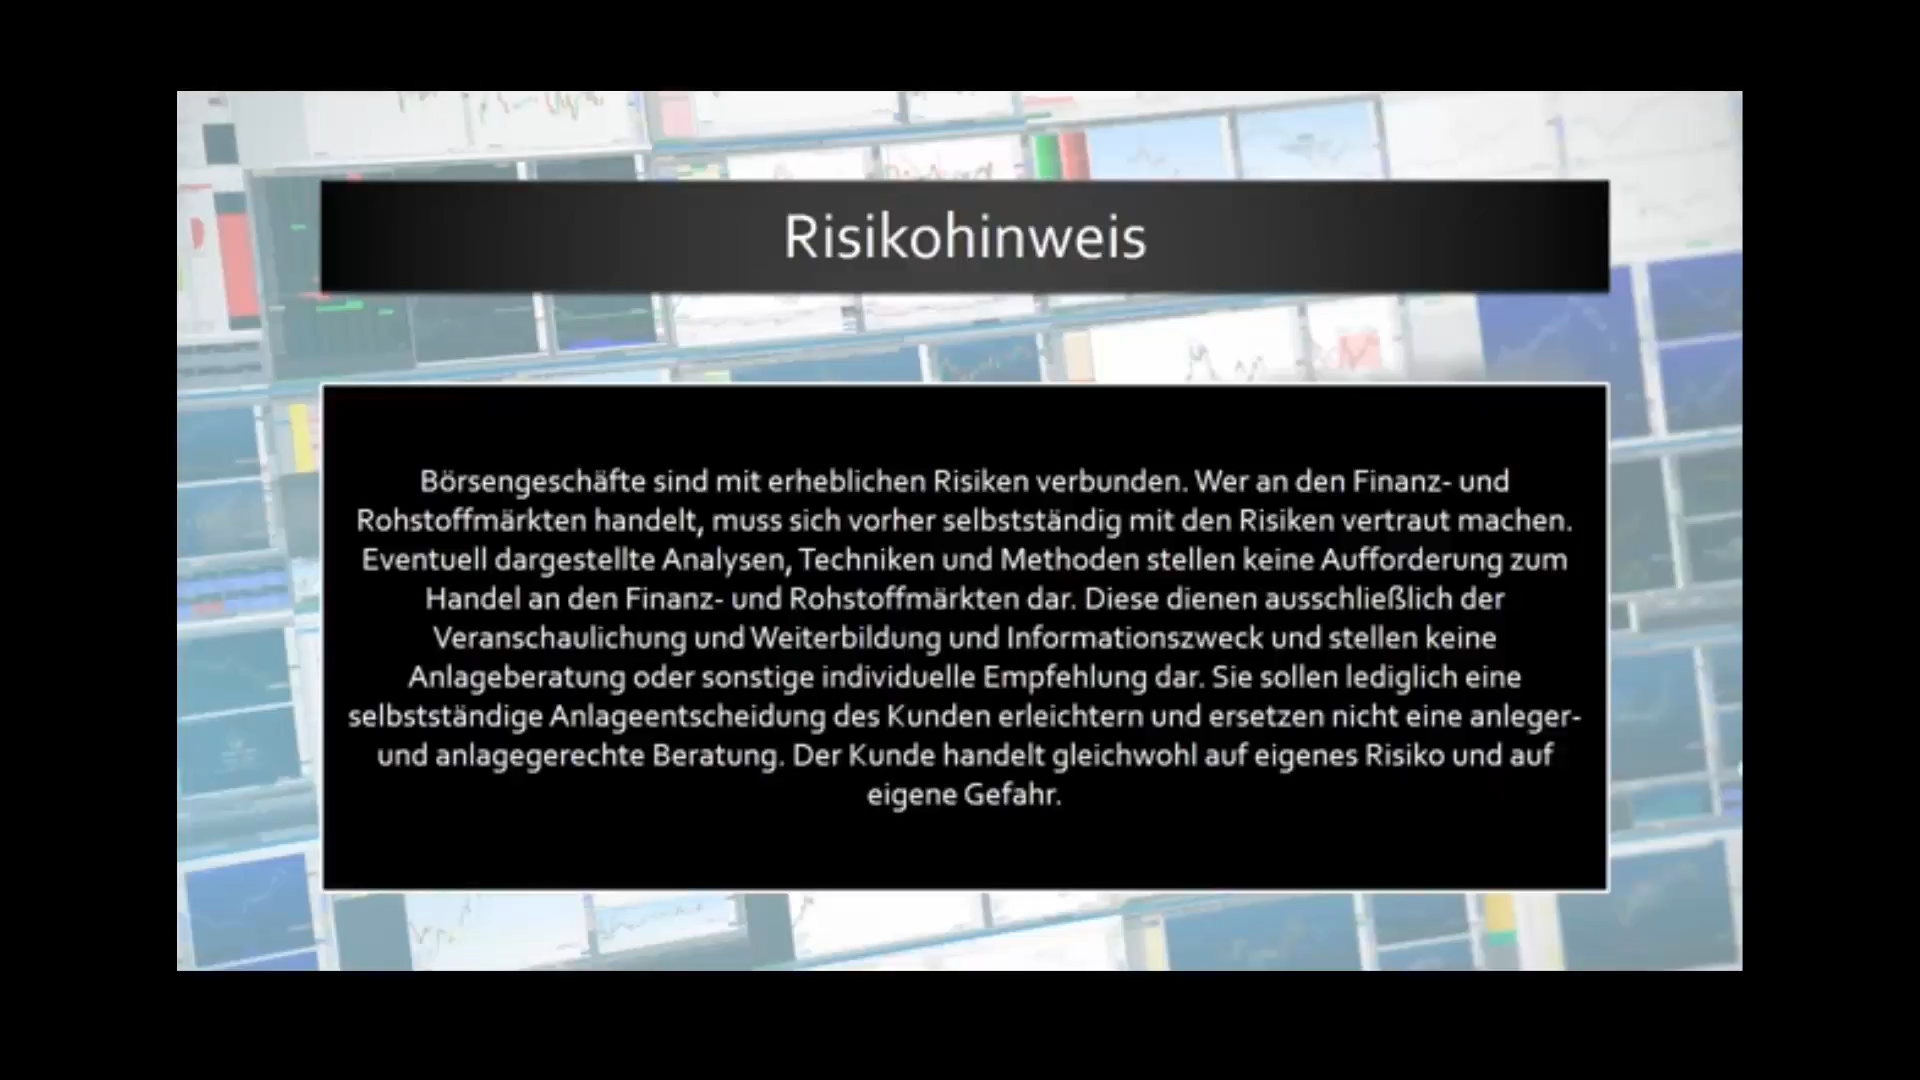 Risikohinweis
Börsengeschäfte sind mit erheblichen Risiken verbunden. Wer an den Finanz- und
Rohstoffmärkten handelt, muss sich vorher selbstständig mit den Risiken vertraut machen.
Eventuell dargestellte Analysen, Techniken und Methoden stellen keine Aufforderung zum
Handel an den Finanz- und Rohstoffmärkten dar. Diese dienen ausschließlich der
Veranschaulichung und Weiterbildung und Informationszweck und stellen keine
Anlageberatung oder sonstige individuelle Empfehlung dar. Sie sollen lediglich eine
selbstständige Anlageentscheidung des Kunden erleichtern und ersetzen nicht eine anleger-
und anlagegerechte Beratung. Der Kunde handelt gleichwohl auf eigenes Risiko und auf
eigene Gefahr.